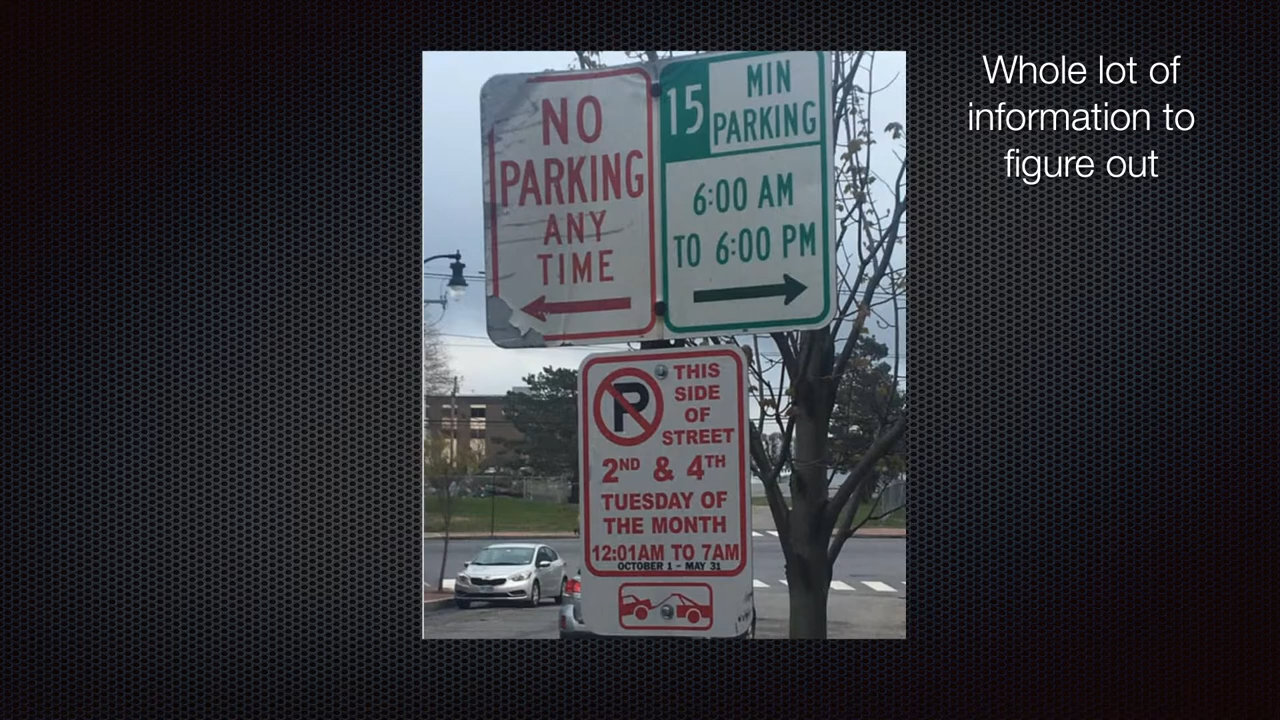 Whole lot of
information to
figure out
NO
PARKING
ANY
TIME
15 MIN
PARKING
6:00 AM
TO 6:00 PM
P
THIS
SIDE
OF
STREET
2ND & 4TH
TUESDAY OF
THE MONTH
12:01AM TO 7AM
OCTOBER 1 - MAY 31